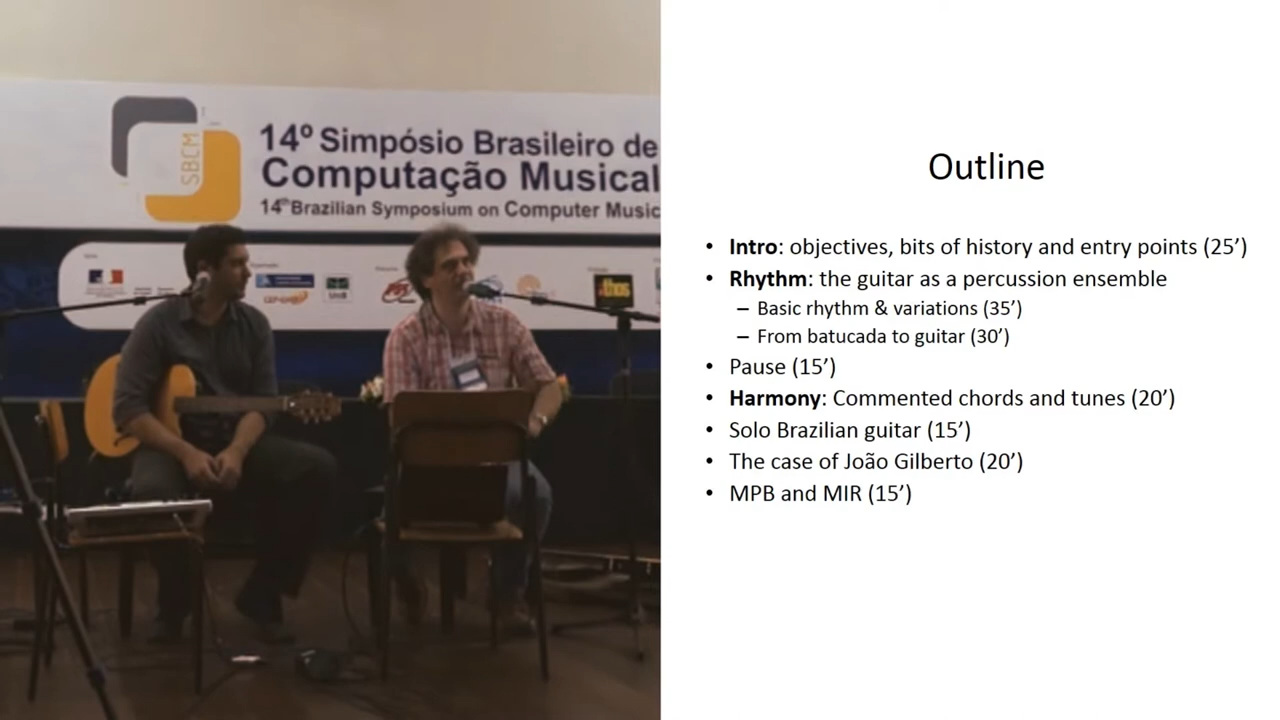 SBCM
14º Simpósio Brasileiro de
Computação Musical
14th Brazilian Symposium on Computer Music
Outline
• Intro: objectives, bits of history and entry points (25’)
• Rhythm: the guitar as a percussion ensemble
– Basic rhythm & variations (35’)
– From batucada to guitar (30’)
• Pause (15’)
• Harmony: Commented chords and tunes (20’)
• Solo Brazilian guitar (15’)
• The case of João Gilberto (20’)
• MPB and MIR (15’)